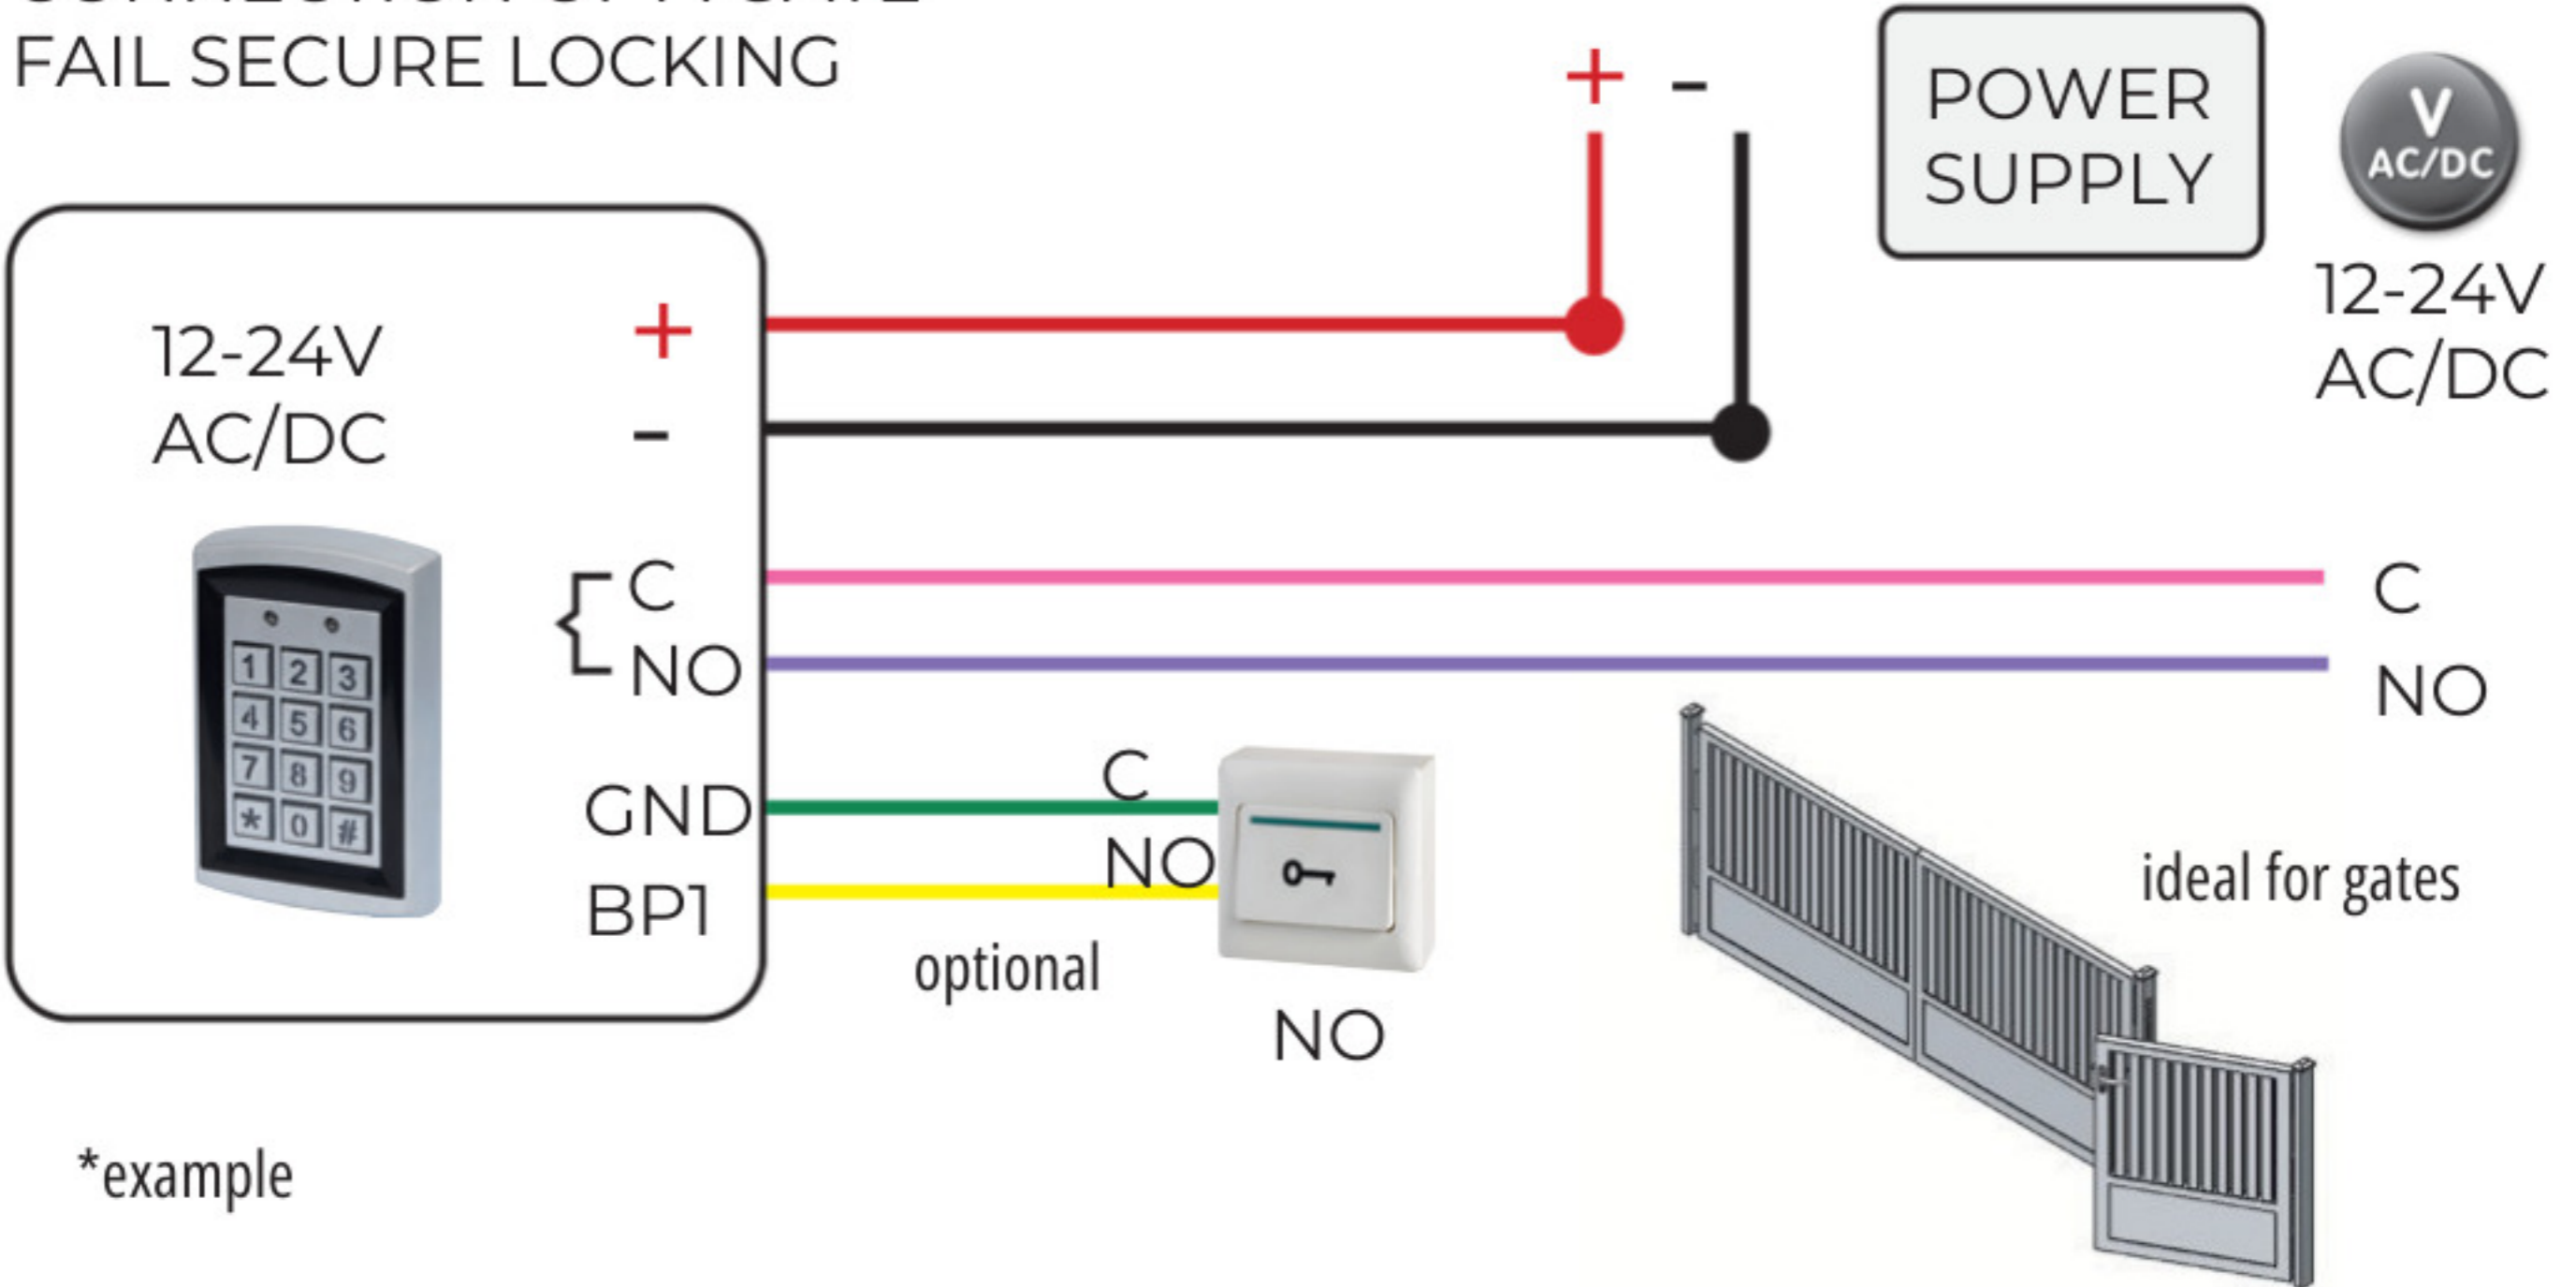 FAIL SECURE LOCKING
+ -
POWER
SUPPLY
V
AC/DC
12-24V
AC/DC
12-24V
AC/DC
+
-
C
NO
C
NO
1 2 3
4 5 6
7 8 9
* 0 #
GND
BP1
C
NO
optional
NO
ideal for gates
*example